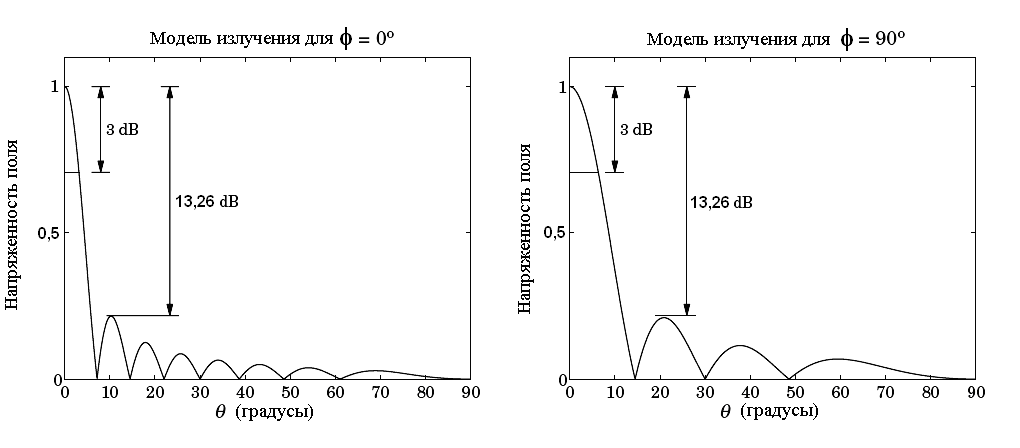 Модель излучения для ϕ = 0º
1
3 dB
13,26 dB
0,5
0
0 10 20 30 40 50 60 70 80 90
θ (градусы)
Напряженность поля
Модель излучения для ϕ = 90º
1
3 dB
13,26 dB
0,5
0
0 10 20 30 40 50 60 70 80 90
θ (градусы)
Напряженность поля